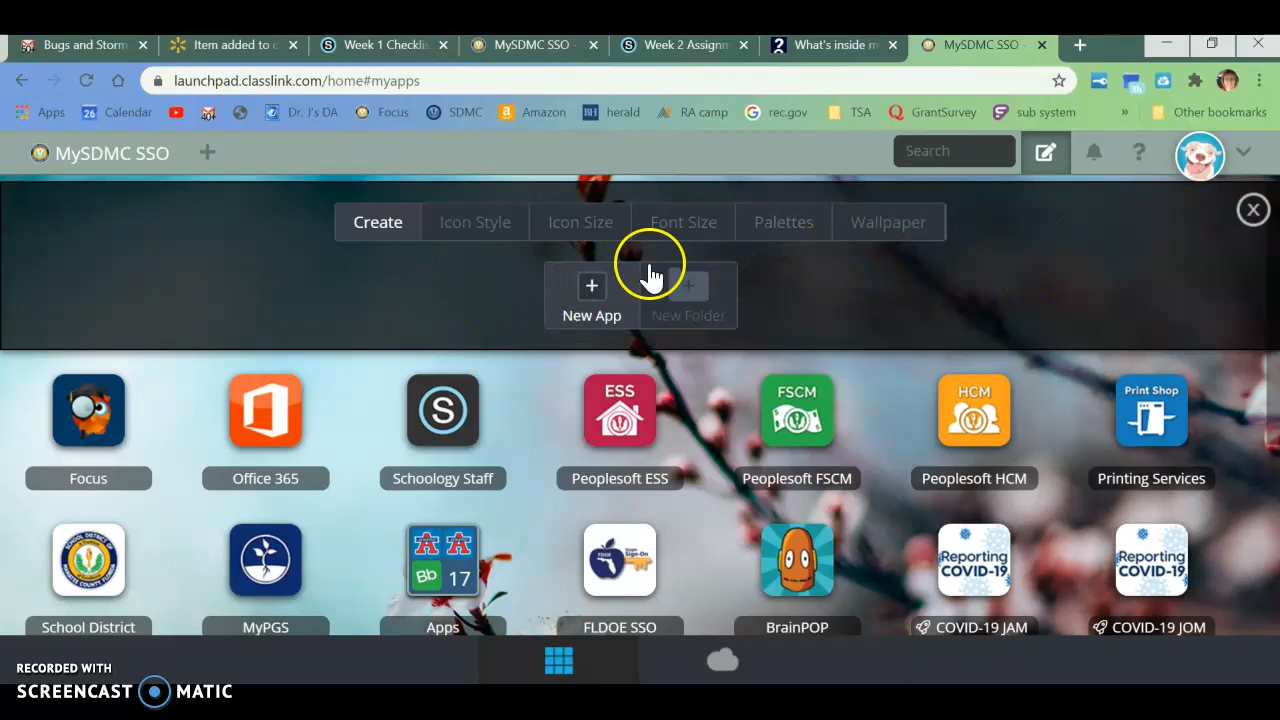 Bugs and Storm
Item added to c
Week 1 Checklis
MySDMC SSO -
Week 2 Assignm
What's inside m
MySDMC SSO -
launchpad.classlink.com/home#myapps
Apps
26 Calendar
Dr. J's DA
Focus
SDMC
Amazon
BH herald
RA camp
rec.gov
TSA
GrantSurvey
sub system
»
Other bookmarks
MySDMC SSO +
Search
Create
Icon Style
Icon Size
Font Size
Palettes
Wallpaper
New App
New Folder
S
ESS
FSCM
HCM
Print Shop
Focus
Office 365
Schoology Staff
Peoplesoft ESS
Peoplesoft FSCM
Peoplesoft HCM
Printing Services
Bb 17
Reporting COVID-19
Reporting COVID-19
School District
MyPGS
Apps
FLDOE SSO
BrainPOP
COVID-19 JAM
COVID-19 JOM
RECORDED WITH
SCREENCAST MATIC